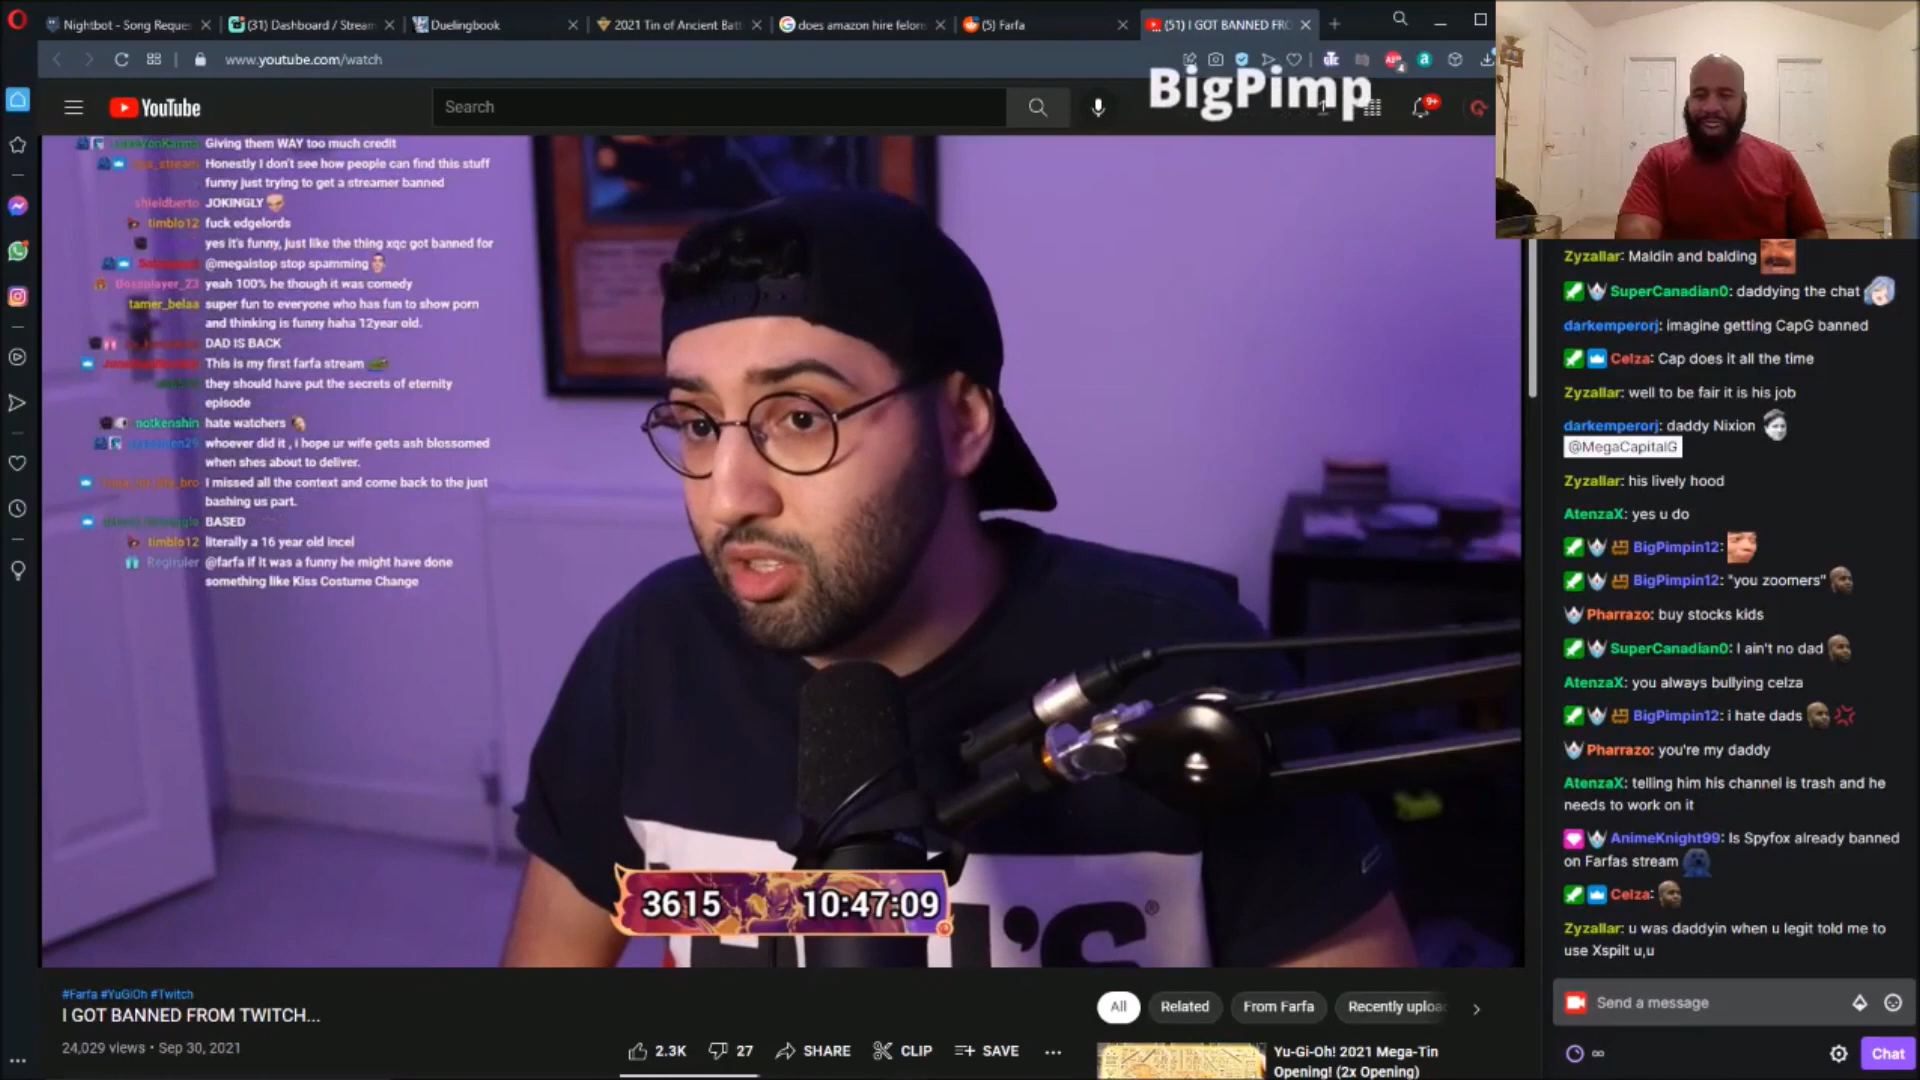 Nightbot - Song Reques
(31) Dashboard / Stream
Duelingbook
2021 Tin of Ancient Batt
does amazon hire felons
(5) Farfa
(51) I GOT BANNED FRO
www.youtube.com/watch
BigPimp
YouTube
Search
9+
Giving them WAY too much credit
Honestly I don't see how people can find this stuff
funny just trying to get a streamer banned
shieldberto JOKINGLY
timblo12 fuck edgelords
yes it's funny, just like the thing xqc got banned for
@megaistop stop spamming
Bossplayer_23 yeah 100% he though it was comedy
tamer_belaa super fun to everyone who has fun to show porn
and thinking is funny haha 12year old.
DAD IS BACK
This is my first farfa stream
they should have put the secrets of eternity
episode
notkenshin hate watchers
whoever did it , i hope ur wife gets ash blossomed
when shes about to deliver.
I missed all the context and come back to the just
bashing us part.
BASED
timblo12 literally a 16 year old incel
Regiruler @farfa if it was a funny he might have done
something like Kiss Costume Change
3615 10:47:09
#Farfa #YuGiOh #Twitch
I GOT BANNED FROM TWITCH...
24,029 views • Sep 30, 2021
2.3K 27 SHARE CLIP SAVE
All Related From Farfa Recently uploa
Yu-Gi-Oh! 2021 Mega-Tin
Opening! (2x Opening)
Zyzallar: Maldin and balding
SuperCanadian0: daddying the chat
darkemperorj: imagine getting CapG banned
Celza: Cap does it all the time
Zyzallar: well to be fair it is his job
darkemperorj: daddy Nixion
@MegaCapitalG
Zyzallar: his lively hood
AtenzaX: yes u do
BigPimpin12:
BigPimpin12: "you zoomers"
Pharrazo: buy stocks kids
SuperCanadian0: I ain't no dad
AtenzaX: you always bullying celza
BigPimpin12: i hate dads
Pharrazo: you're my daddy
AtenzaX: telling him his channel is trash and he
needs to work on it
AnimeKnight99: Is Spyfox already banned
on Farfas stream
Celza:
Zyzallar: u was daddyin when u legit told me to
use Xspilt u,u
Send a message
Chat